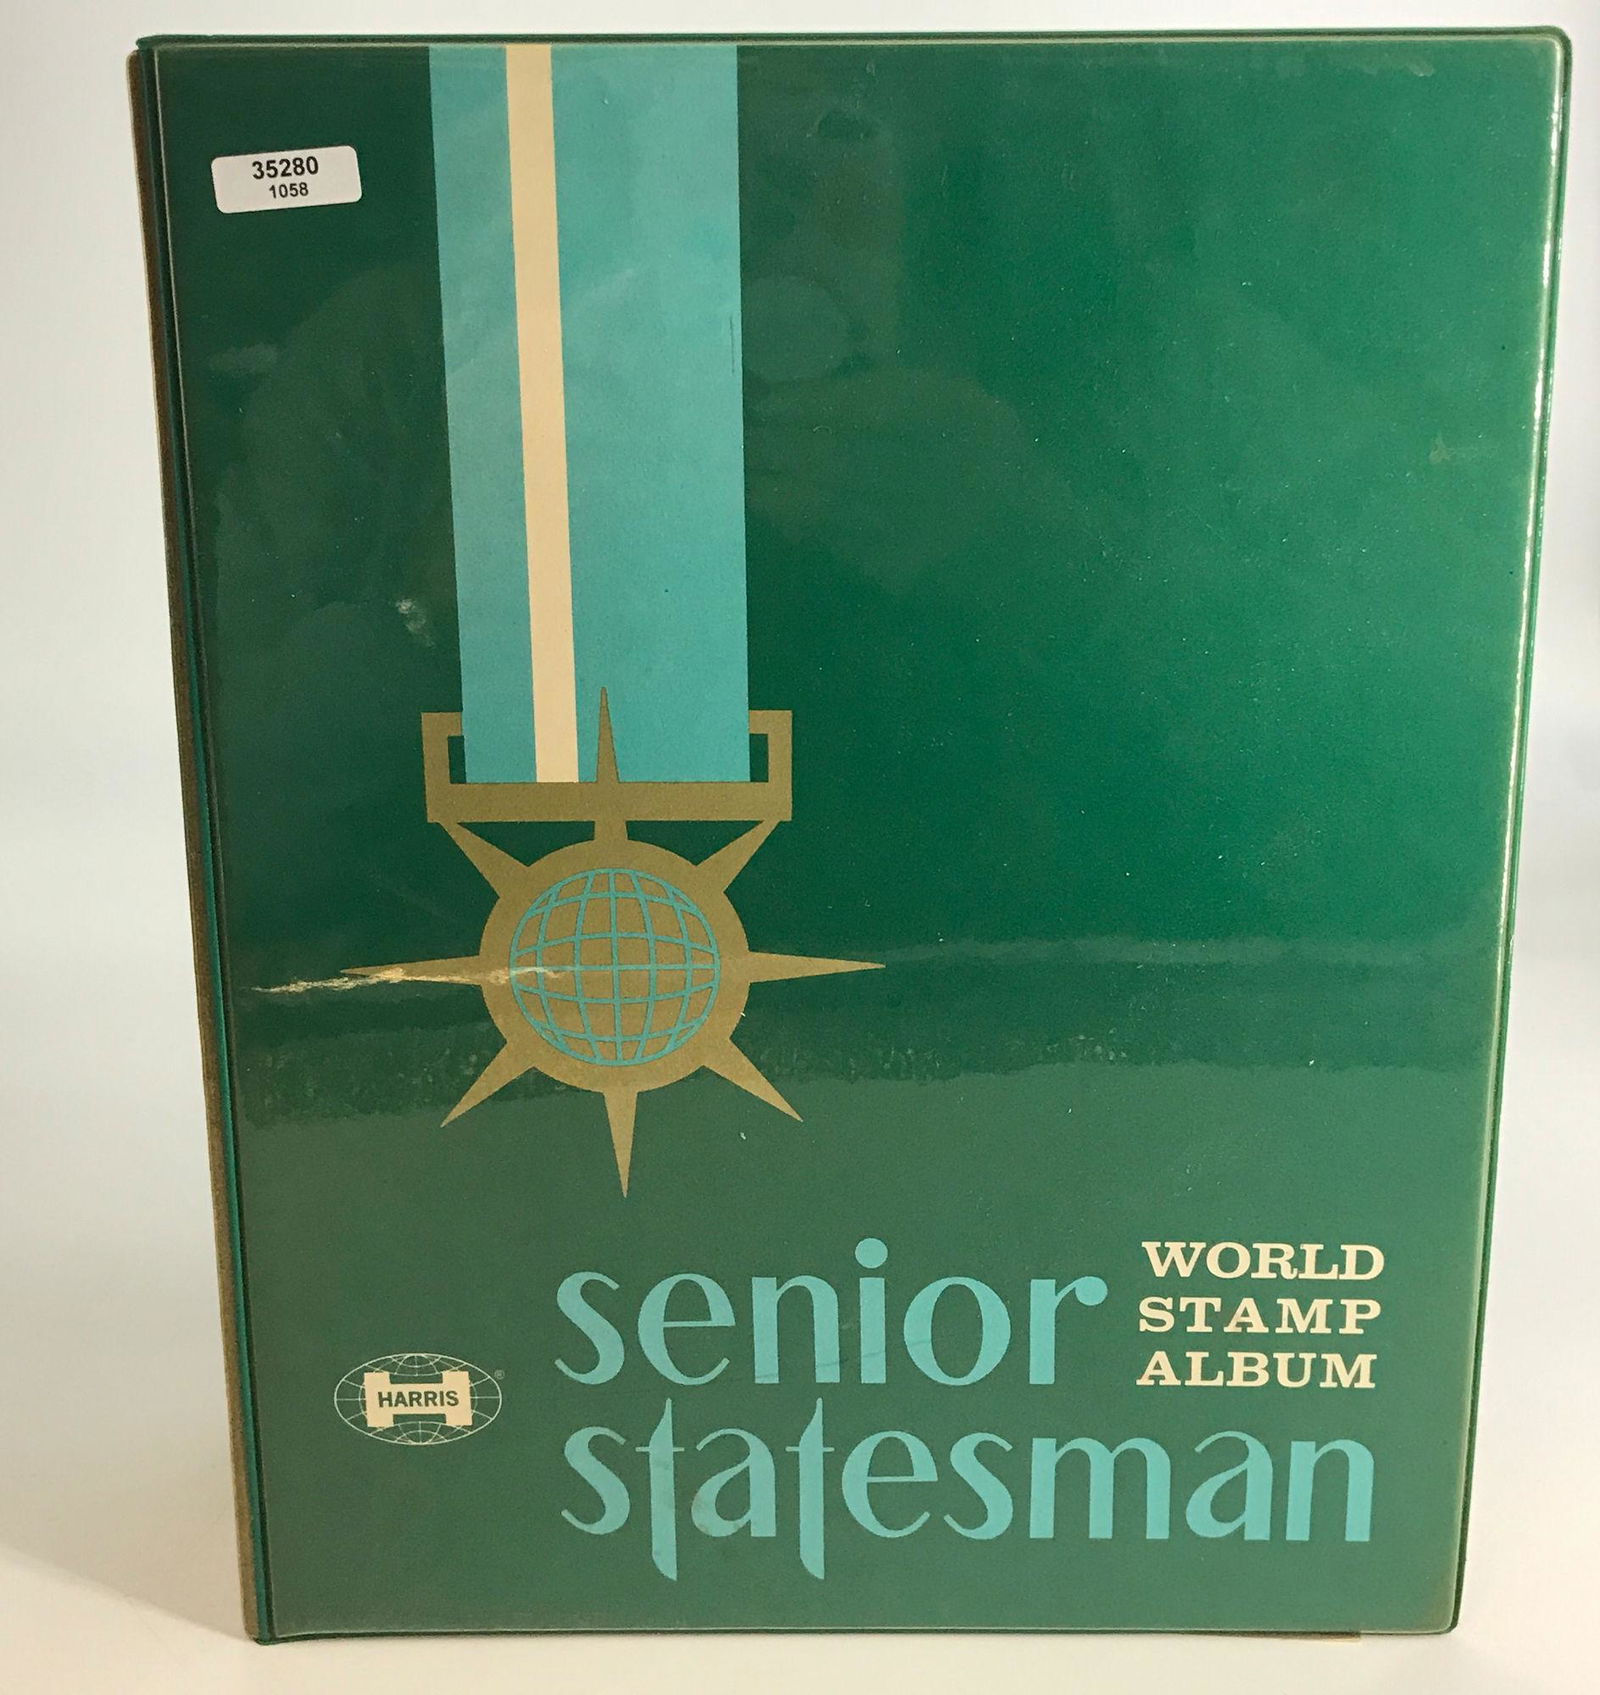 35280
1058
senior
WORLD
STAMP
ALBUM
HARRIS ®
statesman